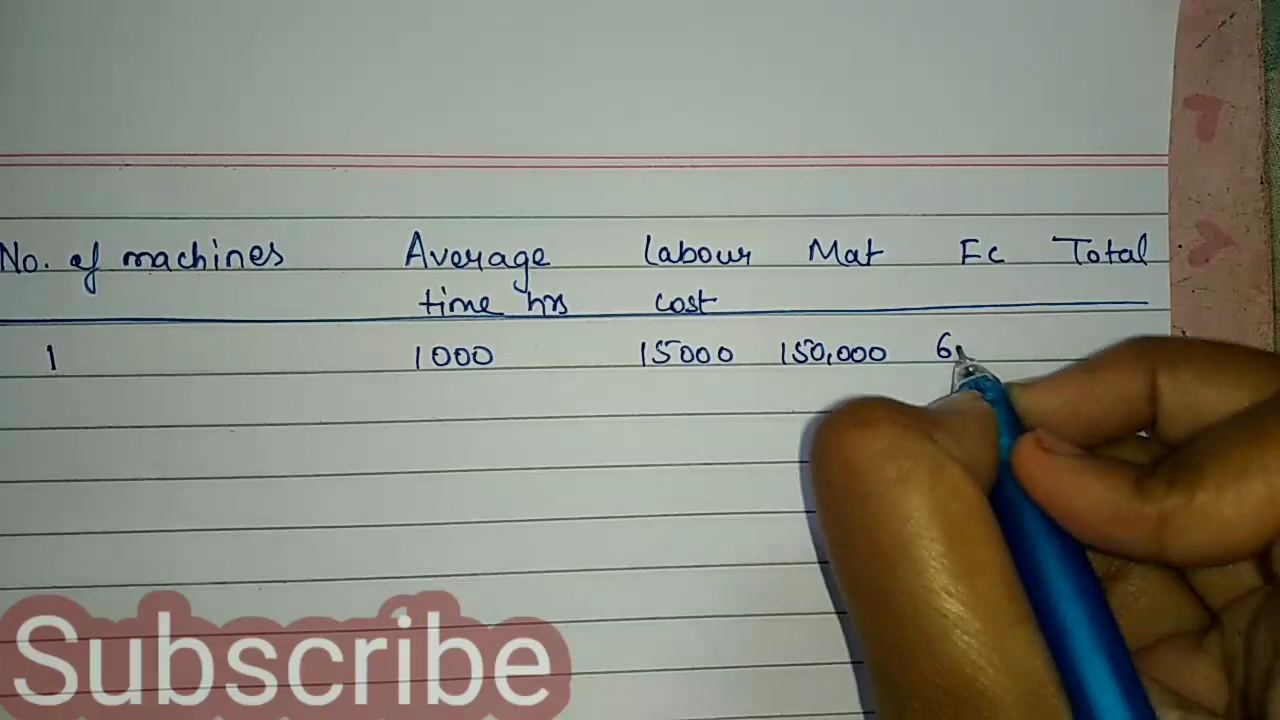 No. of machines Average Labour Mat Fc Total
time hrs cost
1 1000 15000 150,000 6
Subscribe